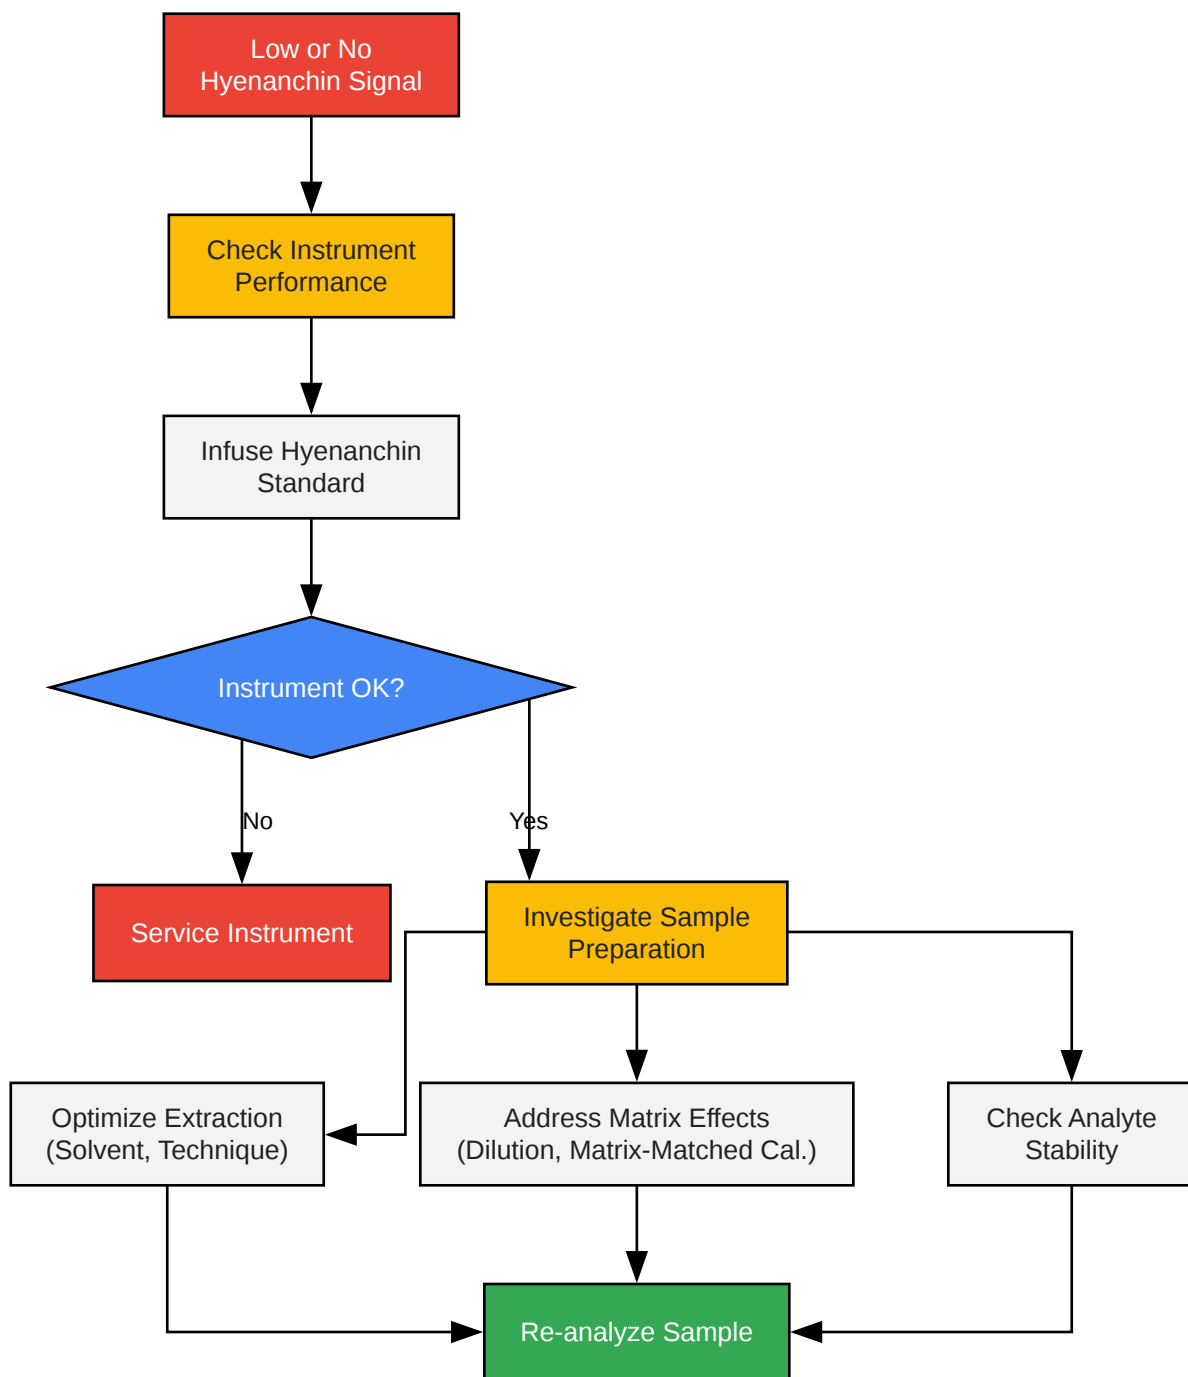 Low or No
Hyenanchin Signal
Check Instrument
Performance
Infuse Hyenanchin
Standard
Instrument OK?
No
Yes
Service Instrument
Investigate Sample
Preparation
Optimize Extraction
(Solvent, Technique)
Address Matrix Effects
(Dilution, Matrix-Matched Cal.)
Check Analyte
Stability
Re-analyze Sample